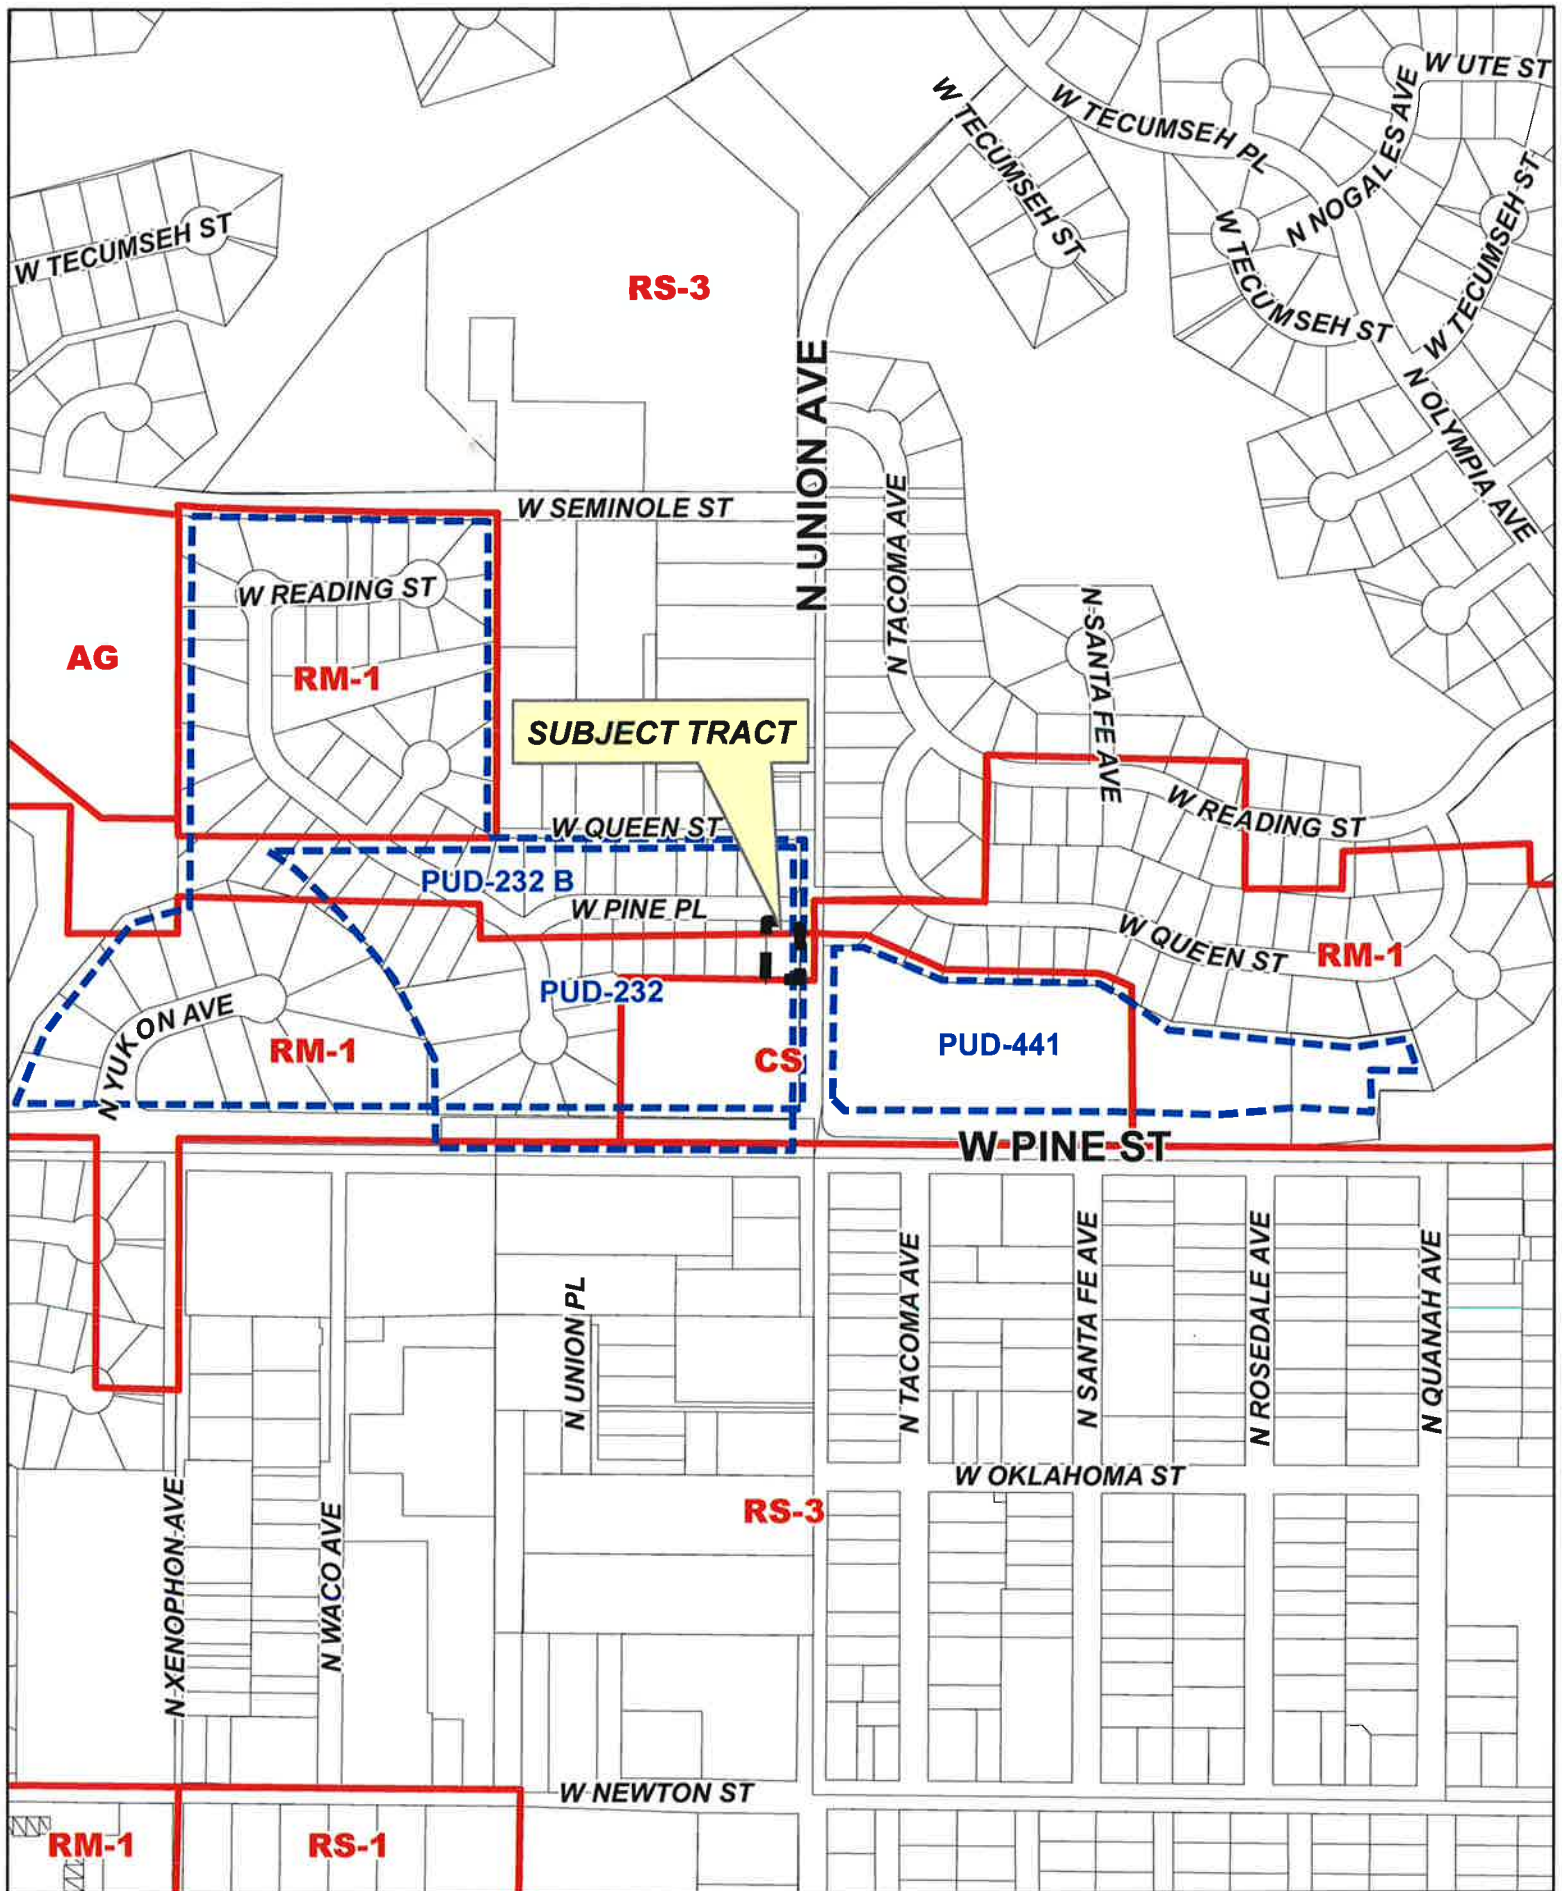 W UTE ST
W TECUMSEH ST
W TECUMSEH PL
N NOGALES AVE
W TECUMSEH ST
W TECUMSEH ST
W TECUMSEH ST
RS-3
N UNION AVE
N OLYMPIA AVE
W SEMINOLE ST
N TACOMA AVE
W READING ST
N SANTA FE AVE
AG
RM-1
SUBJECT TRACT
W READING ST
W QUEEN ST
PUD-232 B
W PINE PL
W QUEEN ST
RM-1
PUD-232
N YUKON AVE
RM-1
CS
PUD-441
W PINE ST
N UNION PL
N TACOMA AVE
N SANTA FE AVE
N ROSEDALE AVE
N QUANAH AVE
W OKLAHOMA ST
RS-3
N XENOPHON AVE
N WACO AVE
W NEWTON ST
RM-1
RS-1